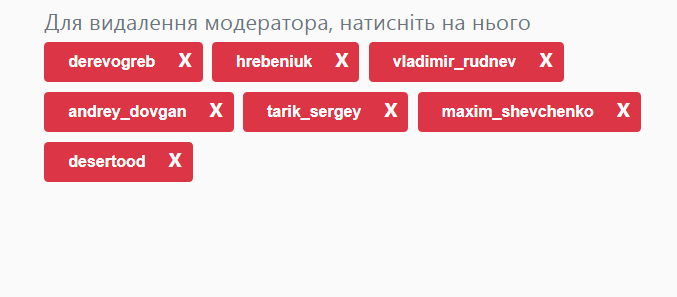 Для видалення модератора, натисніть на нього
derevogreb X hrebeniuk X vladimir_rudnev X
andrey_dovgan X tarik_sergey X maxim_shevchenko X
desertood X